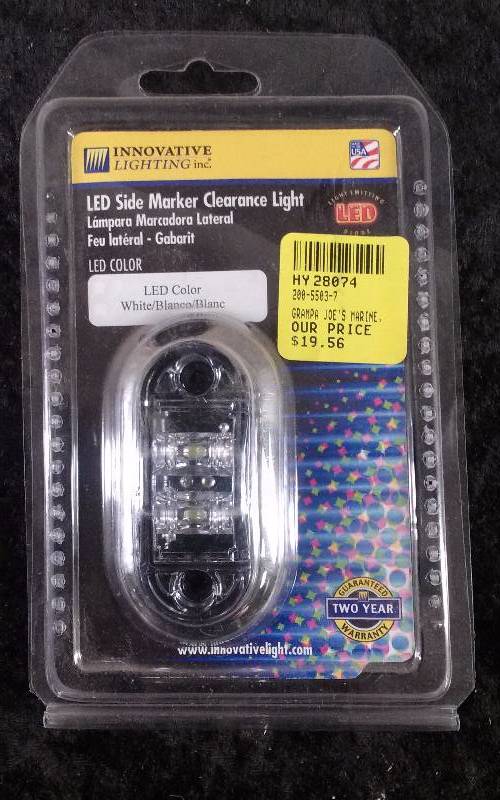 INNOVATIVE
LIGHTING inc.
MADE IN
USA
LED Side Marker Clearance Light
Lámpara Marcadora Lateral
Feu latéral - Gabarit
LIGHT EMITTING
LED
DIODE
LED COLOR
LED Color
White/Blanco/Blanc
HY 28074
200-5503-7
GRAMPA JOE'S MARINE.
OUR PRICE
$19.56
GUARANTEED
TWO YEAR
WARRANTY
www.innovativelight.com